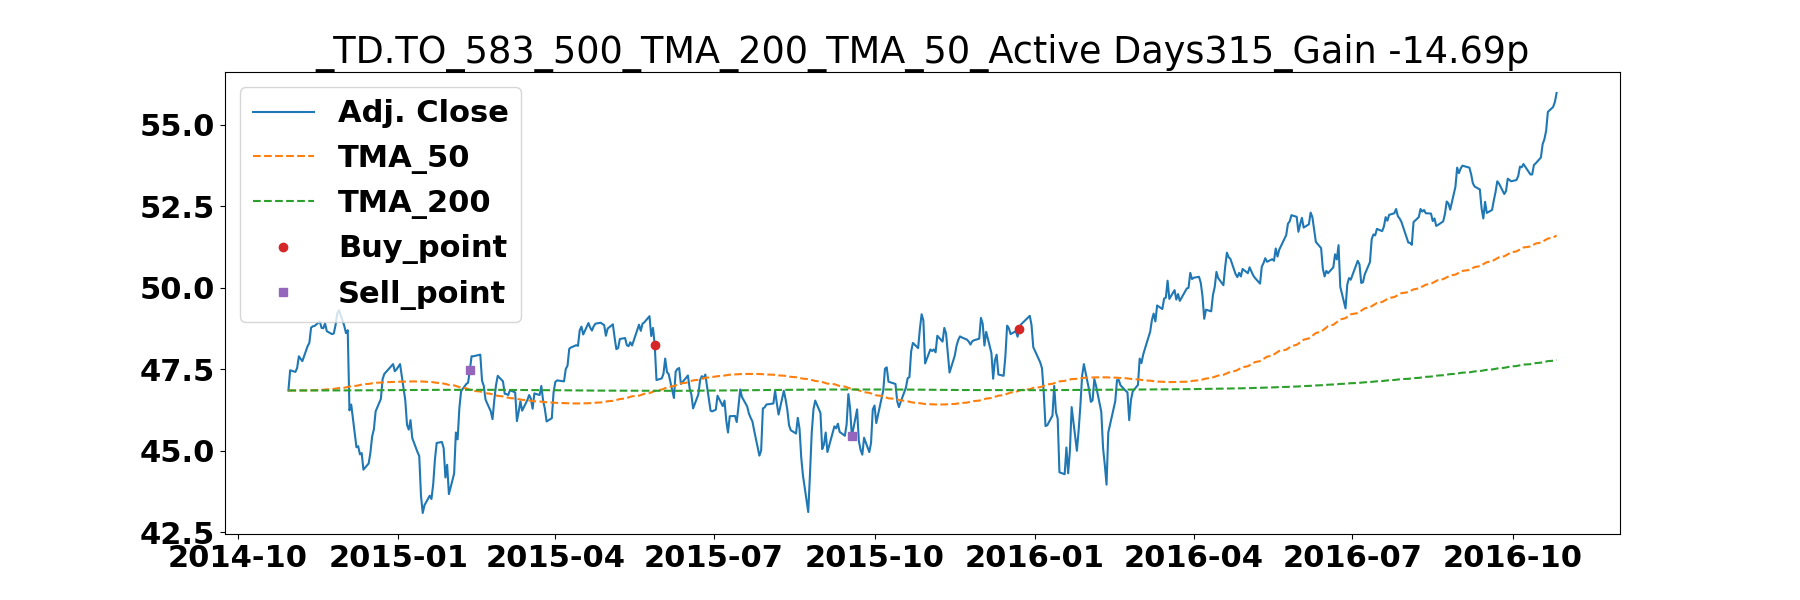 _TD.TO_583_500_TMA_200_TMA_50_Active Days315_Gain -14.69p
Adj. Close
TMA_50
TMA_200
Buy_point
Sell_point
55.0
52.5
50.0
47.5
45.0
42.5
2014-10 2015-01 2015-04 2015-07 2015-10 2016-01 2016-04 2016-07 2016-10